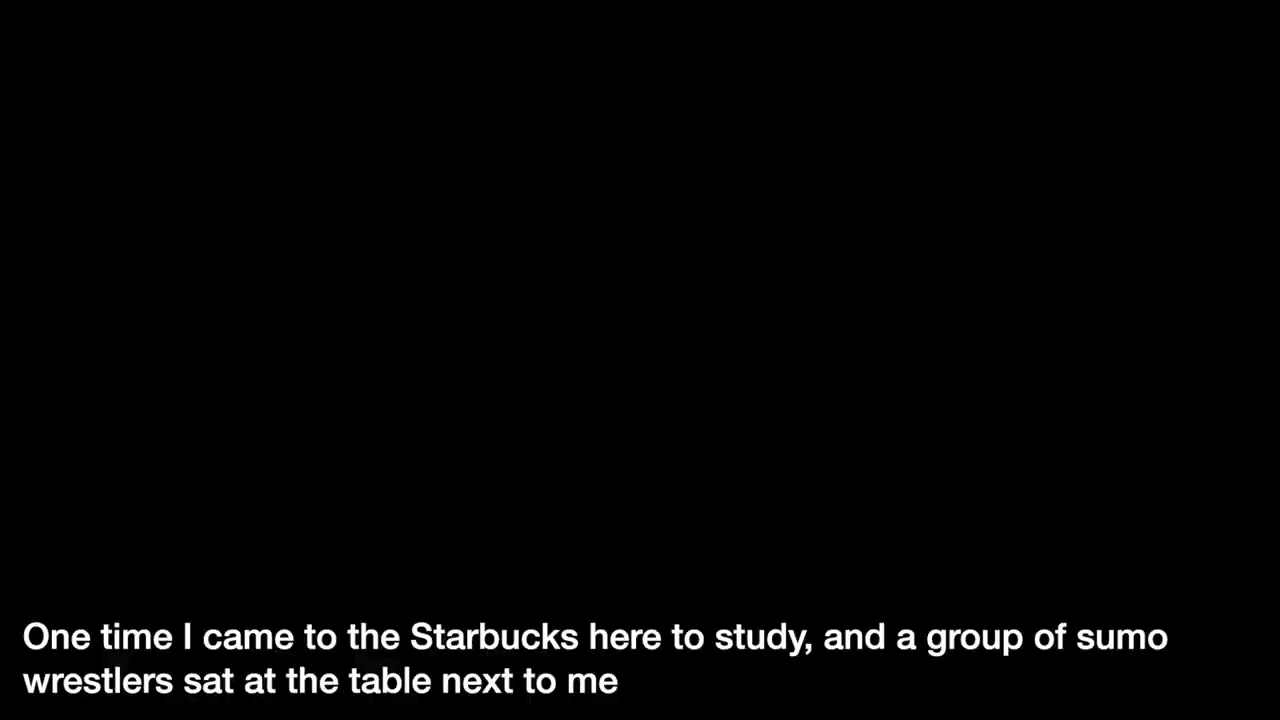 One time I came to the Starbucks here to study, and a group of sumo
wrestlers sat at the table next to me